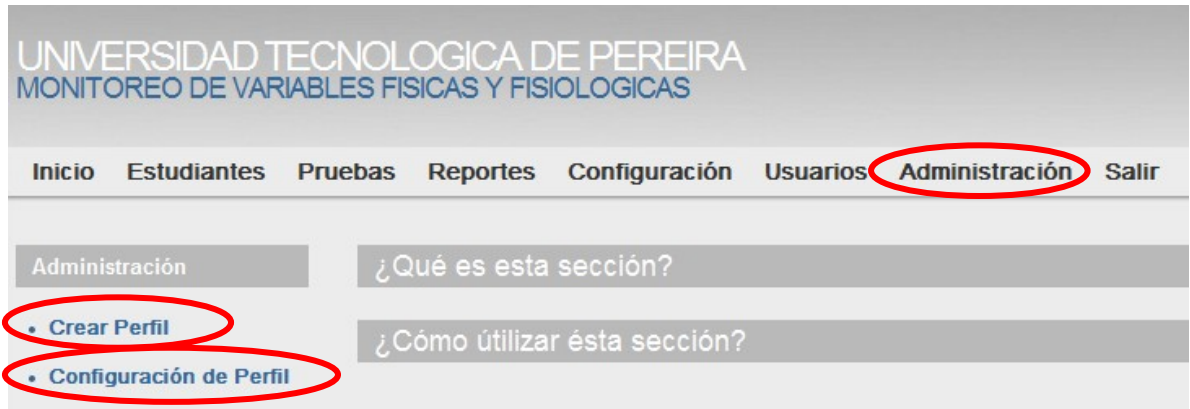 UNIVERSIDAD TECNOLOGICA DE PEREIRA
MONITOREO DE VARIABLES FISICAS Y FISIOLOGICAS
Inicio Estudiantes Pruebas Reportes Configuración Usuarios Administración Salir
Administración
• Crear Perfil
• Configuración de Perfil
¿Qué es esta sección?
¿Cómo útilizar ésta sección?